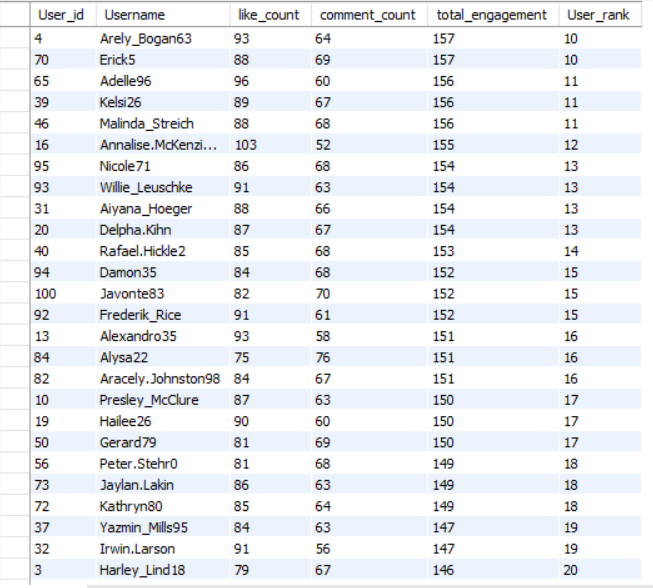 User_id Username like_count comment_count total_engagement User_rank
4 Arely_Bogan63 93 64 157 10
70 Erick5 88 69 157 10
65 Adelle96 96 60 156 11
39 Kelsi26 89 67 156 11
46 Malinda_Streich 88 68 156 11
16 Annalise.McKenzi... 103 52 155 12
95 Nicole71 86 68 154 13
93 Willie_Leuschke 91 63 154 13
31 Aiyana_Hoeger 88 66 154 13
20 Delpha.Kihn 87 67 154 13
40 Rafael.Hickle2 85 68 153 14
94 Damon35 84 68 152 15
100 Javonte83 82 70 152 15
92 Frederik_Rice 91 61 152 15
13 Alexandro35 93 58 151 16
84 Alysa22 75 76 151 16
82 Aracely.Johnston98 84 67 151 16
10 Presley_McClure 87 63 150 17
19 Hailee26 90 60 150 17
50 Gerard79 81 69 150 17
56 Peter.Stehr0 81 68 149 18
73 Jaylan.Lakin 86 63 149 18
72 Kathryn80 85 64 149 18
37 Yazmin_Mills95 84 63 147 19
32 Irwin.Larson 91 56 147 19
3 Harley_Lind18 79 67 146 20